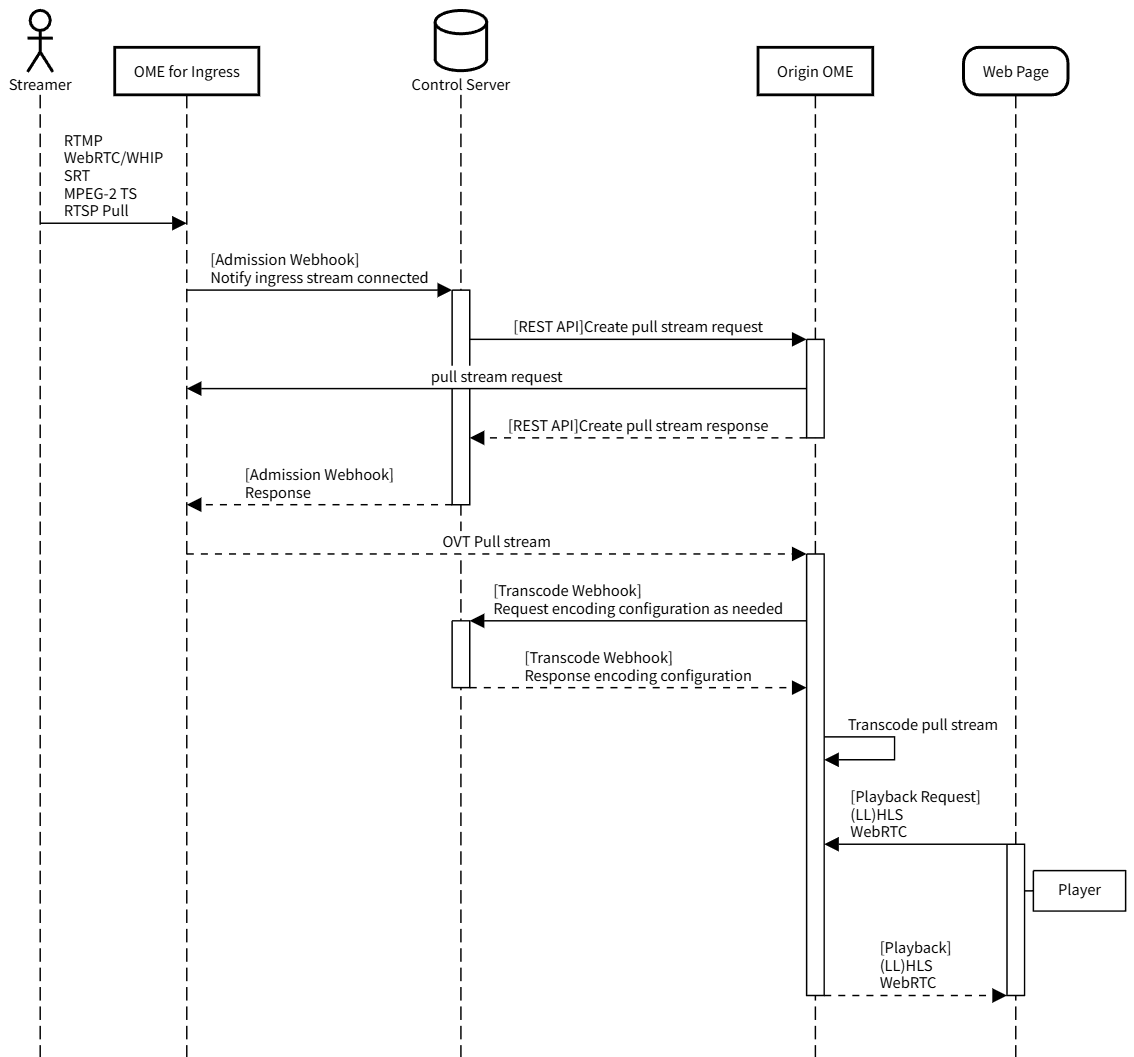 Streamer
OME for Ingress
Control Server
Origin OME
Web Page
RTMP
WebRTC/WHIP
SRT
MPEG-2 TS
RTSP Pull
[Admission Webhook]
Notify ingress stream connected
[REST API]Create pull stream request
pull stream request
[REST API]Create pull stream response
[Admission Webhook]
Response
OVT Pull stream
[Transcode Webhook]
Request encoding configuration as needed
[Transcode Webhook]
Response encoding configuration
Transcode pull stream
[Playback Request]
(LL)HLS
WebRTC
Player
[Playback]
(LL)HLS
WebRTC